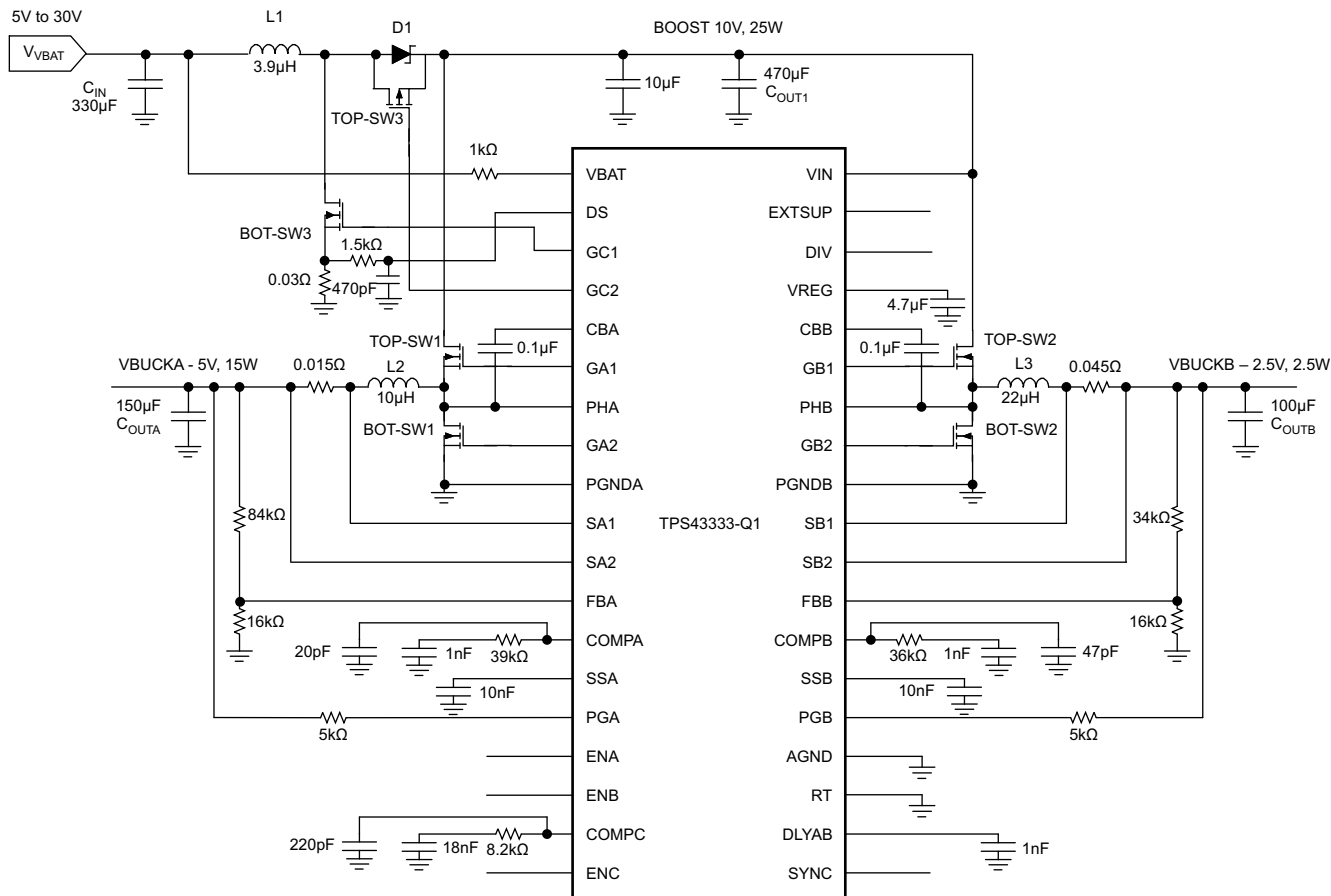 5V to 30V
L1
D1
BOOST 10V, 25W
VVBAT
3.9µH
CIN
330µF
10µF
470µF
COUT1
TOP-SW3
1kΩ
VBAT
VIN
DS
EXTSUP
BOT-SW3
1.5kΩ
GC1
DIV
0.03Ω
470pF
GC2
VREG
4.7µF
CBA
CBB
TOP-SW1
0.1µF
0.1µF
TOP-SW2
VBUCKA - 5V, 15W
0.015Ω
L2
GA1
GB1
L3
0.045Ω
VBUCKB – 2.5V, 2.5W
10µH
22µH
150µF
COUTA
PHA
PHB
100µF
COUTB
BOT-SW1
BOT-SW2
GA2
GB2
PGNDA
PGNDB
84kΩ
SA1
TPS43333-Q1
SB1
34kΩ
SA2
SB2
FBA
FBB
16kΩ
16kΩ
COMPA
COMPB
20pF
1nF
39kΩ
36kΩ
1nF
47pF
SSA
SSB
10nF
10nF
PGA
PGB
5kΩ
5kΩ
ENA
AGND
ENB
RT
COMPC
DLYAB
220pF
18nF
8.2kΩ
1nF
ENC
SYNC